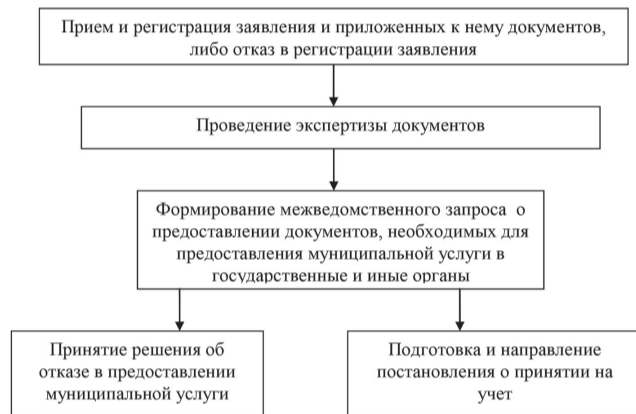 Прием и регистрация заявления и приложенных к нему документов,
либо отказ в регистрации заявления
Проведение экспертизы документов
Формирование межведомственного запроса о
предоставлении документов, необходимых для
предоставления муниципальной услуги в
государственные и иные органы
Принятие решения об
отказе в предоставлении
муниципальной услуги
Подготовка и направление
постановления о принятии на
учет